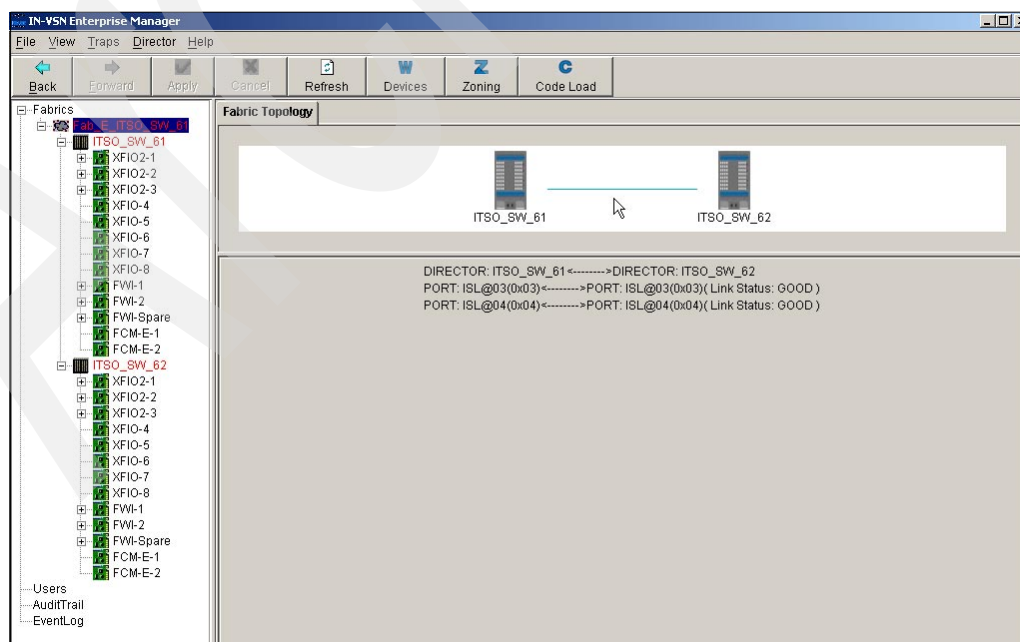 IN-VSN Enterprise Manager
File View Traps Director Help
Back Forward Apply Cancel Refresh Devices Zoning Code Load
Fabrics
Fab_E_ITSO_SW_61
ITSO_SW_61
XFIO2-1
XFIO2-2
XFIO2-3
XFIO-4
XFIO-5
XFIO-6
XFIO-7
XFIO-8
FWI-1
FWI-2
FWI-Spare
FCM-E-1
FCM-E-2
ITSO_SW_62
XFIO2-1
XFIO2-2
XFIO2-3
XFIO-4
XFIO-5
XFIO-6
XFIO-7
XFIO-8
FWI-1
FWI-2
FWI-Spare
FCM-E-1
FCM-E-2
Users
AuditTrail
EventLog
Fabric Topology
ITSO_SW_61 ITSO_SW_62
DIRECTOR: ITSO_SW_61<-------->DIRECTOR: ITSO_SW_62
PORT: ISL@03(0x03)<-------->PORT: ISL@03(0x03)( Link Status: GOOD )
PORT: ISL@04(0x04)<-------->PORT: ISL@04(0x04)( Link Status: GOOD )